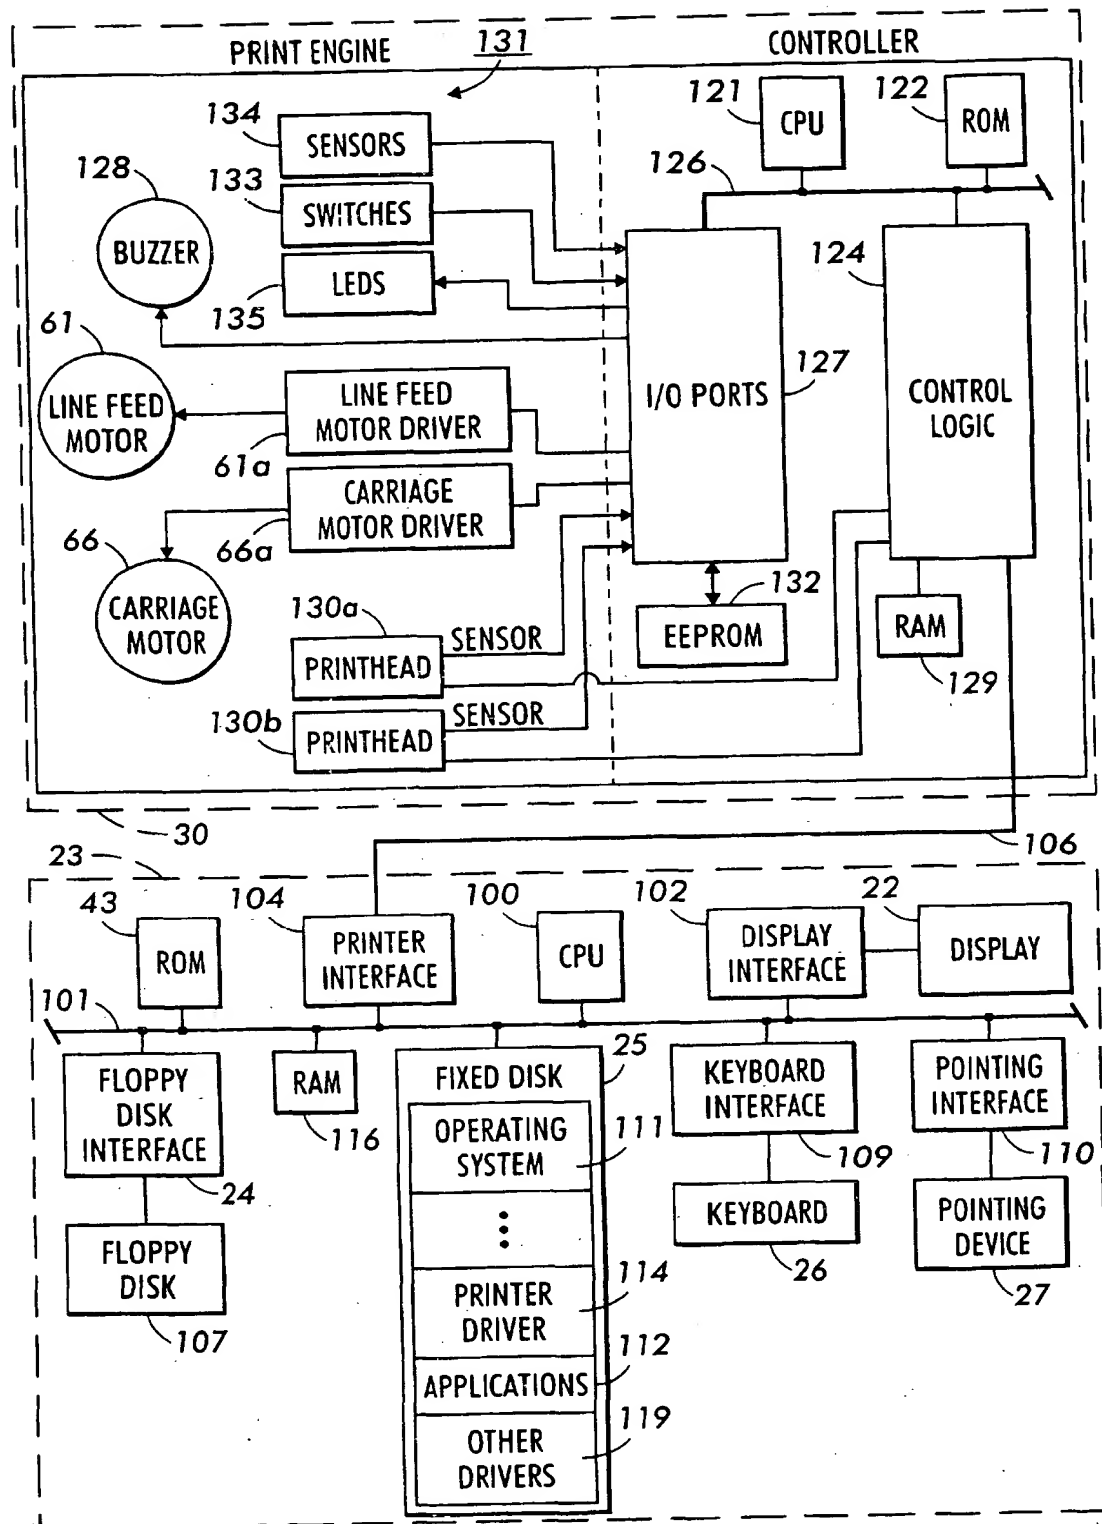 PRINT ENGINE
131
CONTROLLER
134
SENSORS
121
CPU
122
ROM
128
BUZZER
133
SWITCHES
126
LEDS
135
124
61
LINE FEED
MOTOR
LINE FEED
MOTOR DRIVER
61a
I/O PORTS
127
CONTROL
LOGIC
CARRIAGE
MOTOR DRIVER
66a
66
CARRIAGE
MOTOR
130a
PRINTHEAD
SENSOR
132
EEPROM
RAM
129
130b
PRINTHEAD
SENSOR
30
106
23
43
ROM
104
PRINTER
INTERFACE
100
CPU
102
DISPLAY
INTERFACE
22
DISPLAY
101
FLOPPY
DISK
INTERFACE
24
RAM
116
FIXED DISK
25
KEYBOARD
INTERFACE
109
POINTING
INTERFACE
110
OPERATING
SYSTEM
111
FLOPPY
DISK
107
KEYBOARD
26
POINTING
DEVICE
27
PRINTER
DRIVER
114
APPLICATIONS
112
OTHER
DRIVERS
119